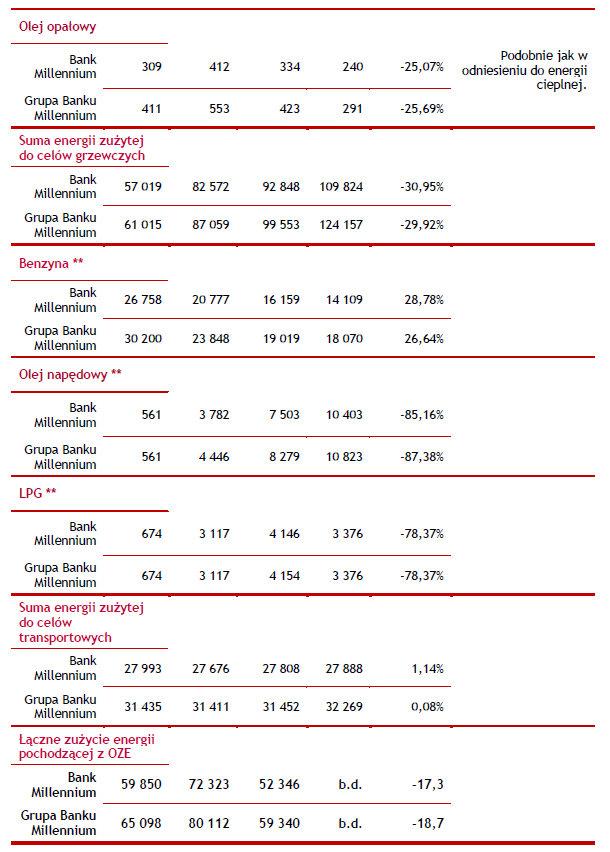 Olej opałowy
Bank
Millennium 309 412 334 240 -25,07%
Podobnie jak w
odniesieniu do energii
cieplnej.
Grupa Banku
Millennium 411 553 423 291 -25,69%
Suma energii zużytej
do celów grzewczych
Bank
Millennium 57 019 82 572 92 848 109 824 -30,95%
Grupa Banku
Millennium 61 015 87 059 99 553 124 157 -29,92%
Benzyna **
Bank
Millennium 26 758 20 777 16 159 14 109 28,78%
Grupa Banku
Millennium 30 200 23 848 19 019 18 070 26,64%
Olej napędowy **
Bank
Millennium 561 3 782 7 503 10 403 -85,16%
Grupa Banku
Millennium 561 4 446 8 279 10 823 -87,38%
LPG **
Bank
Millennium 674 3 117 4 146 3 376 -78,37%
Grupa Banku
Millennium 674 3 117 4 154 3 376 -78,37%
Suma energii zużytej
do celów
transportowych
Bank
Millennium 27 993 27 676 27 808 27 888 1,14%
Grupa Banku
Millennium 31 435 31 411 31 452 32 269 0,08%
Łączne zużycie energii
pochodzącej z OZE
Bank
Millennium 59 850 72 323 52 346 b.d. -17,3
Grupa Banku
Millennium 65 098 80 112 59 340 b.d. -18,7